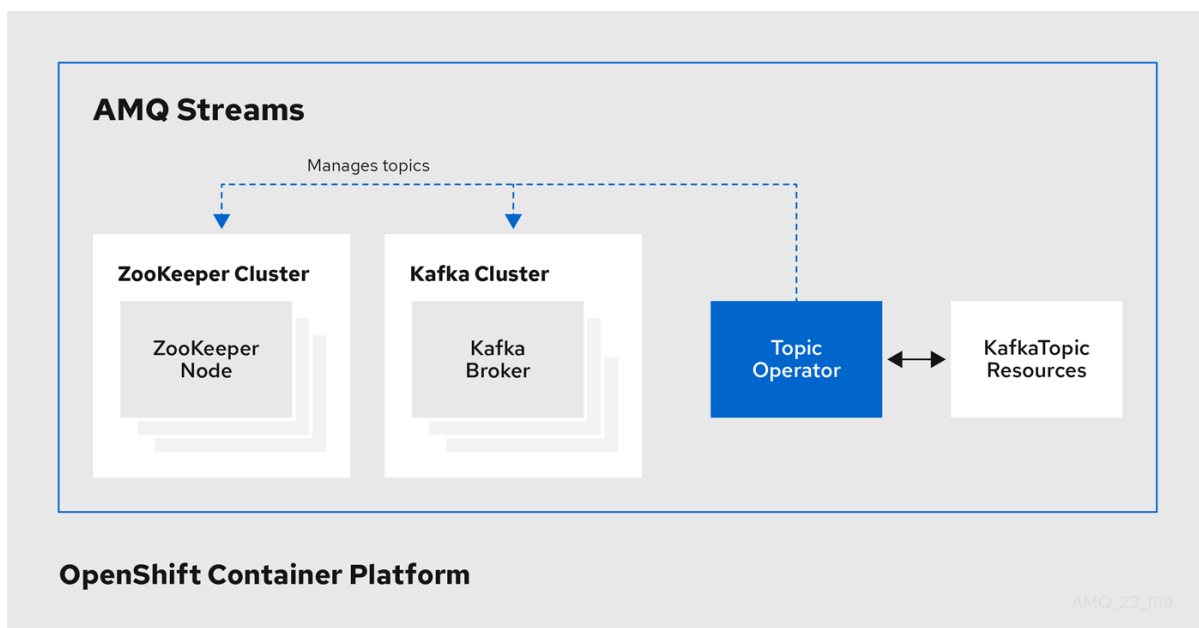 AMQ Streams
Manages topics
ZooKeeper Cluster
ZooKeeper
Node
Kafka Cluster
Kafka
Broker
Topic
Operator
KafkaTopic
Resources
OpenShift Container Platform
AMQ_23_1119